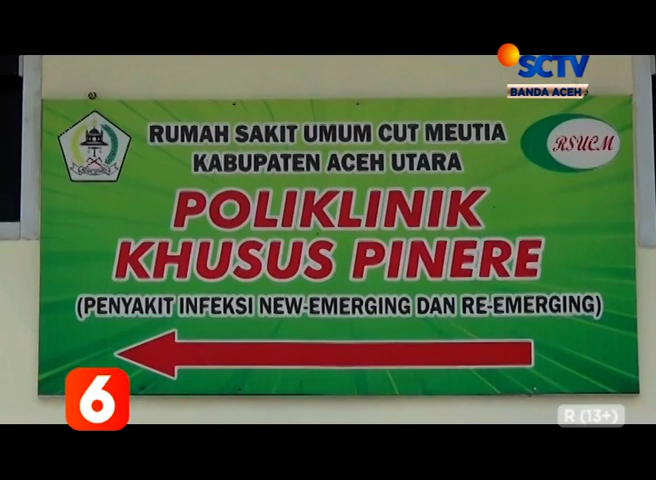 SCTV
BANDA ACEH
RUMAH SAKIT UMUM CUT MEUTIA
KABUPATEN ACEH UTARA
RSUCM
POLIKLINIK
KHUSUS PINERE
(PENYAKIT INFEKSI NEW-EMERGING DAN RE-EMERGING)
6
R (13+)